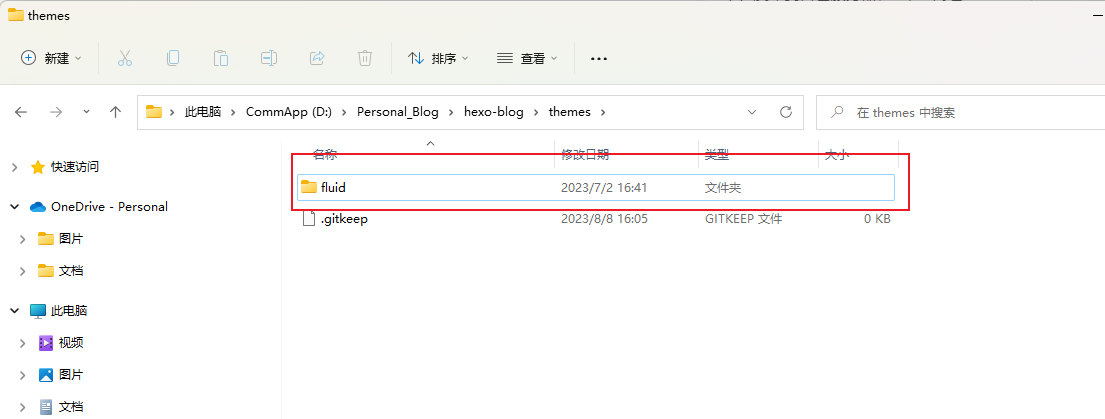 themes
新建 排序 查看
此电脑 CommApp (D:) Personal_Blog hexo-blog themes 在 themes 中搜索
名称 修改日期 类型 大小
快速访问
fluid 2023/7/2 16:41 文件夹
OneDrive - Personal
.gitkeep 2023/8/8 16:05 GITKEEP 文件 0 KB
图片
文档
此电脑
视频
图片
文档